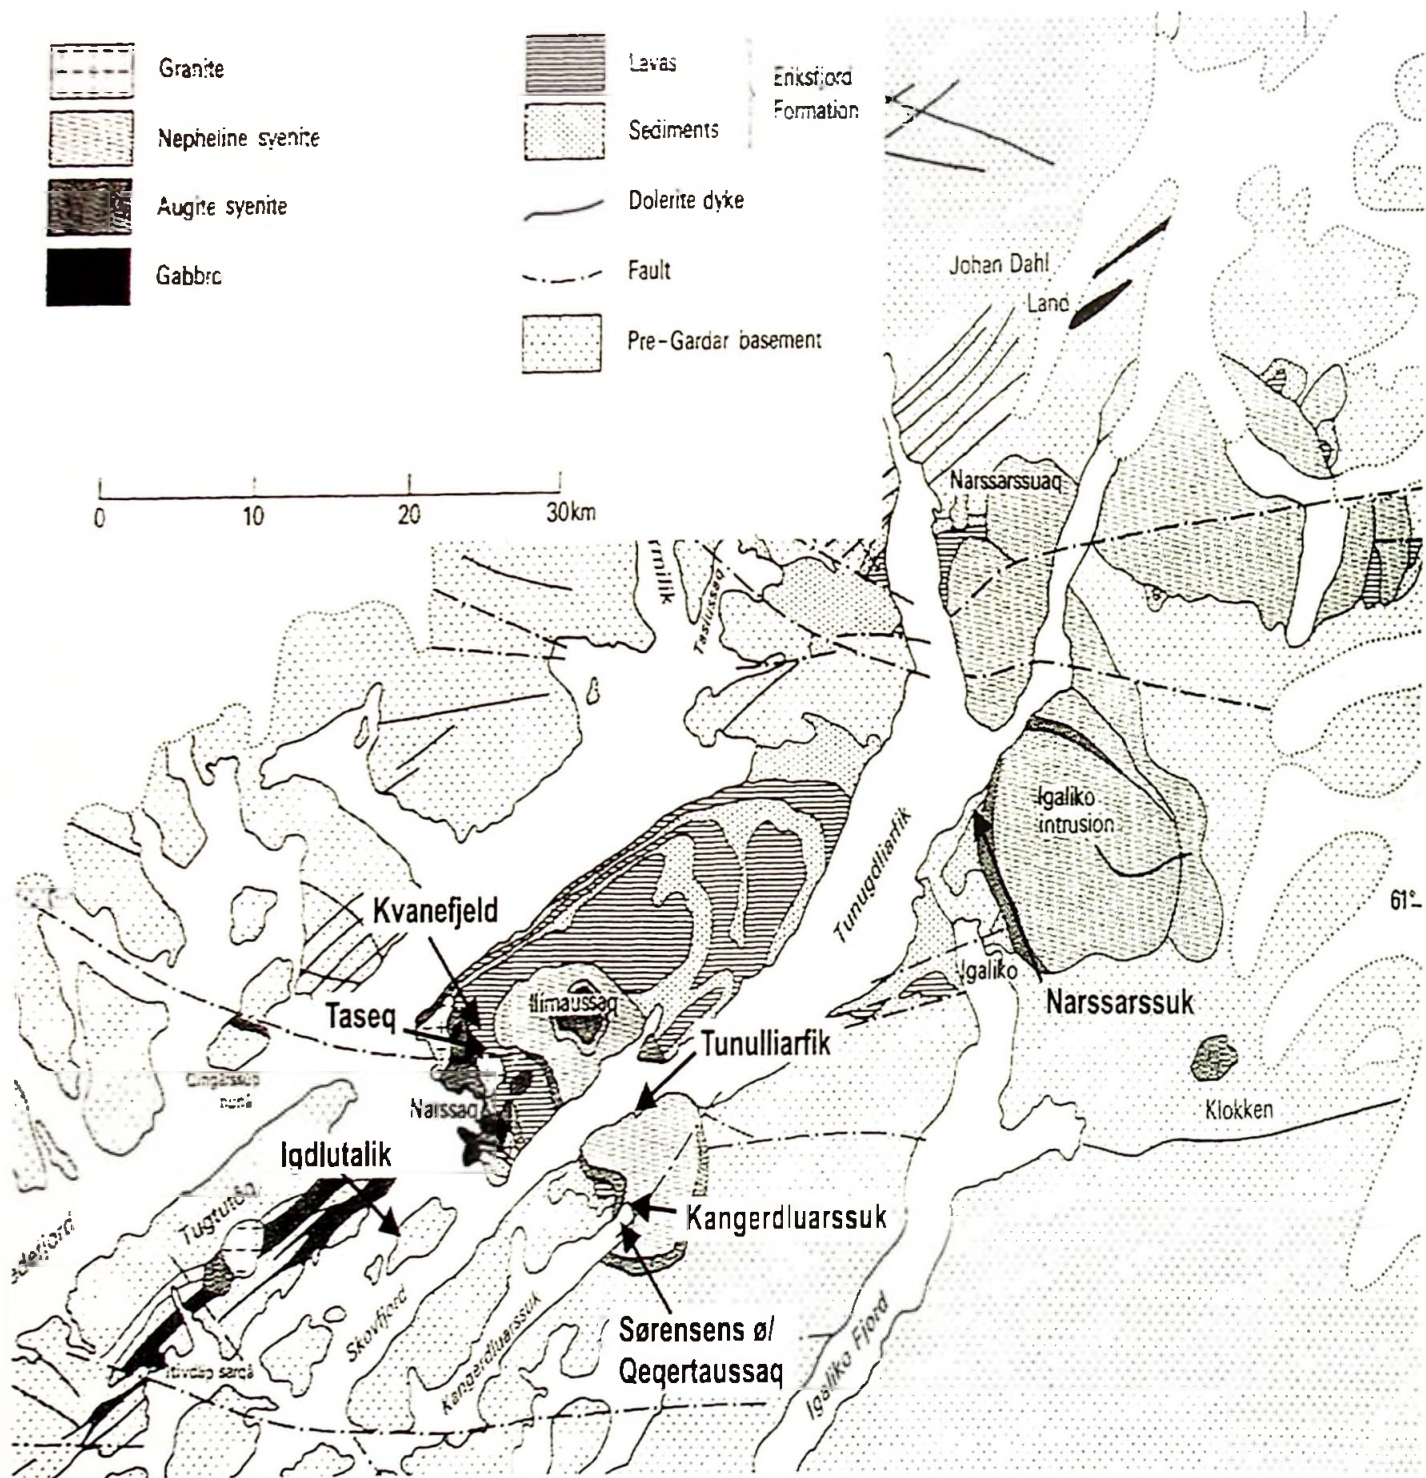 Granite
Nepheline syenite
Augite syenite
Gabbro
Lavas
Sediments
Eriksfjord
Formation
Dolerite dyke
Fault
Pre-Gardar basement
0 10 20 30km
Johan Dahl
Land
Narssarssuaq
Tasiussaq
Igaliko
intrusion
Tunugdliarfik
61°
Kvanefjeld
Ilimaussaq
Igaliko
Narssarssuk
Taseq
Tunulliarfik
Narssaq
Klokken
Igdlutalik
Tugtutôq
Kangerdluarssuk
Skovfjord
Kangerdluarssuk
Sørensens ø/
Qeqertaussaq
Igaliko Fjord